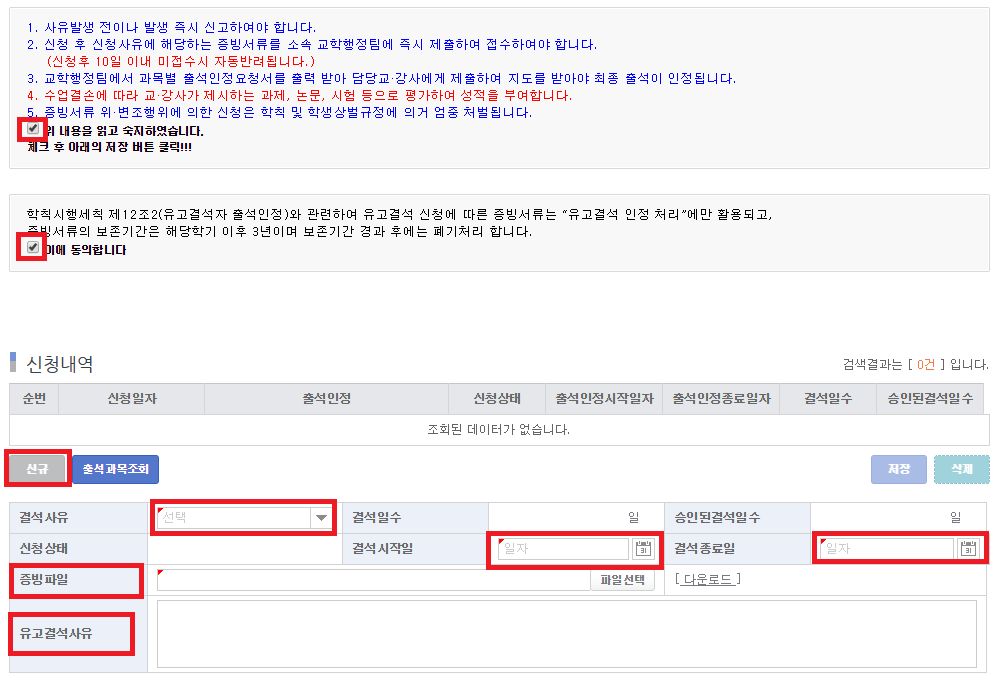 1. 사유발생 전이나 발생 즉시 신고하여야 합니다.
2. 신청 후 신청사유에 해당하는 증빙서류를 소속 교학행정팀에 즉시 제출하여 접수하여야 합니다.
(신청후 10일 이내 미접수시 자동반려됩니다.)
3. 교학행정팀에서 과목별 출석인정요청서를 출력 받아 담당교·강사에게 제출하여 지도를 받아야 최종 출석이 인정됩니다.
4. 수업결손에 따라 교·강사가 제시하는 과제, 논문, 시험 등으로 평가하여 성적을 부여합니다.
5. 증빙서류 위·변조행위에 의한 신청은 학칙 및 학생상벌규정에 의거 엄중 처벌됩니다.
위 내용을 읽고 숙지하였습니다.
체크 후 아래의 저장 버튼 클릭!!!
학칙시행세칙 제12조2(유고결석자 출석인정)와 관련하여 유고결석 신청에 따른 증빙서류는 “유고결석 인정 처리”에만 활용되고,
증빙서류의 보존기간은 해당학기 이후 3년이며 보존기간 경과 후에는 폐기처리 합니다.
이에 동의합니다
신청내역 검색결과는 [ 0건 ] 입니다.
순번 신청일자 출석인정 신청상태 출석인정시작일자 출석인정종료일자 결석일수 승인된결석일수
조회된 데이터가 없습니다.
신규 출석과목조회 저장 삭제
결석사유 선택 결석일수 일 승인된결석일수 일
신청상태 결석시작일 일자 31 결석종료일 일자 31
증빙파일 파일선택 [ 다운로드 ]
유고결석사유